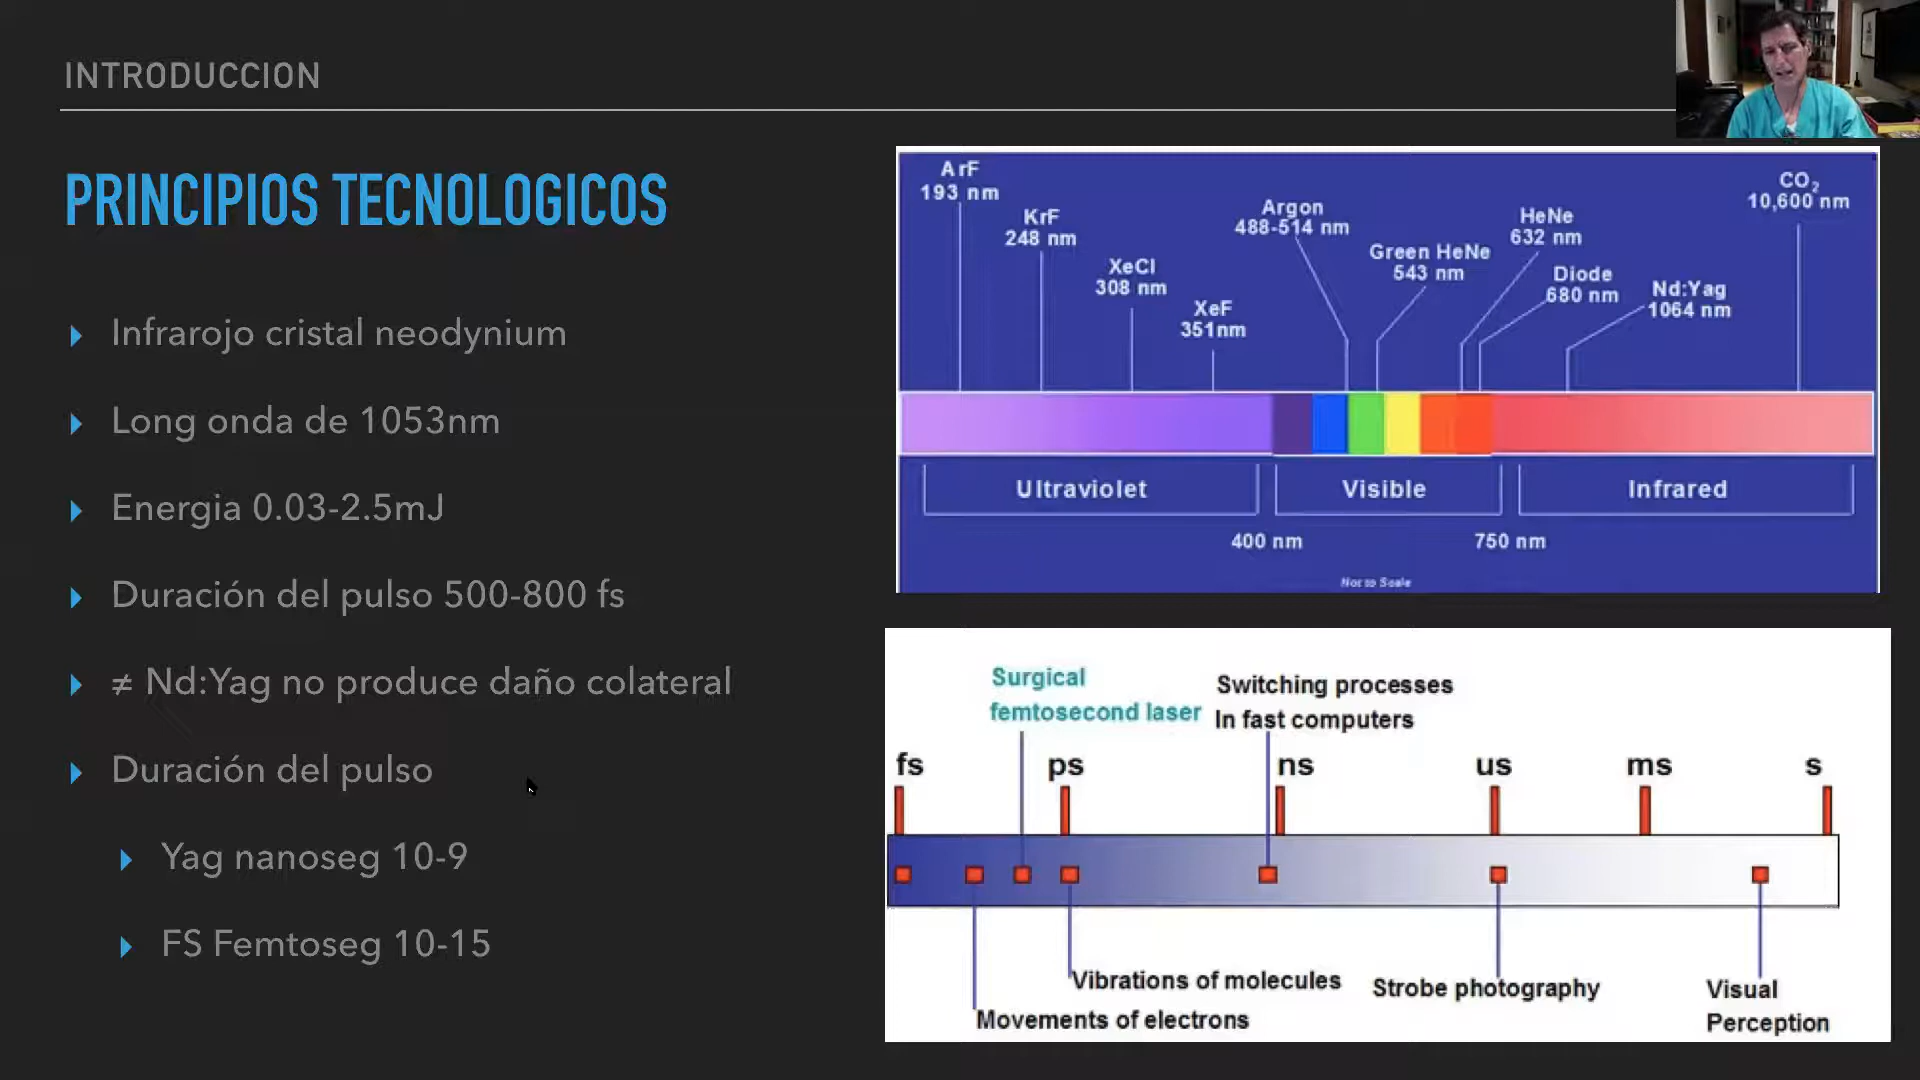 INTRODUCCION
PRINCIPIOS TECNOLOGICOS
Infrarojo cristal neodynium
Long onda de 1053nm
Energia 0.03-2.5mJ
Duración del pulso 500-800 fs
≠ Nd:Yag no produce daño colateral
Duración del pulso
Yag nanoseg 10-9
FS Femtoseg 10-15
ArF
193 nm
KrF
248 nm
XeCl
308 nm
XeF
351nm
Argon
488-514 nm
Green HeNe
543 nm
HeNe
632 nm
Diode
680 nm
Nd:Yag
1064 nm
CO₂
10,600 nm
Ultraviolet
Visible
Infrared
400 nm
750 nm
Not to Scale
Surgical
femtosecond laser
Switching processes
In fast computers
fs
ps
ns
us
ms
s
Vibrations of molecules
Movements of electrons
Strobe photography
Visual
Perception